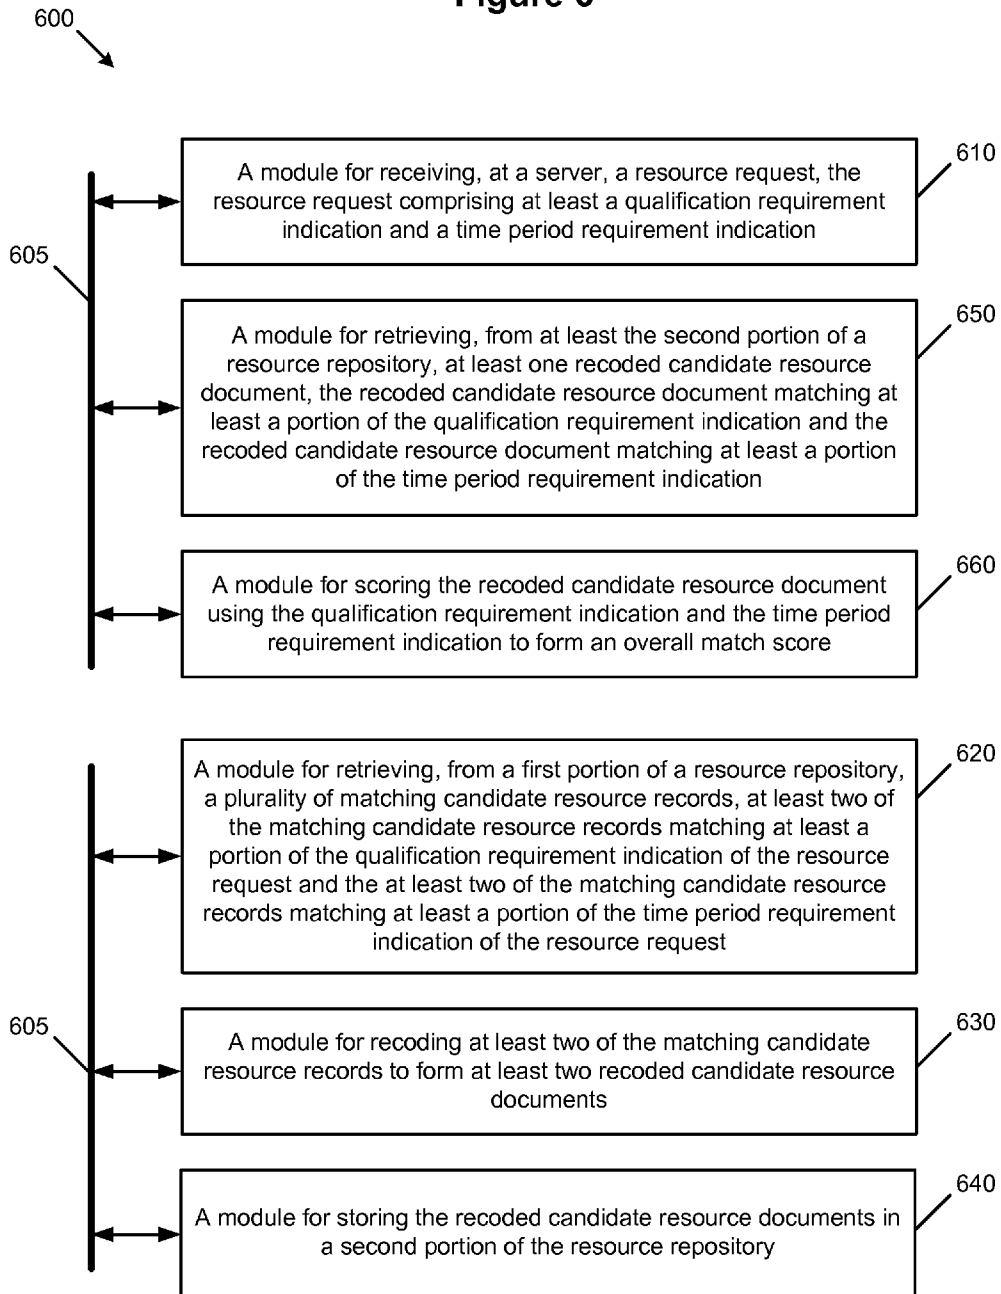 600
610
A module for receiving, at a server, a resource request, the
resource request comprising at least a qualification requirement
indication and a time period requirement indication
605
650
A module for retrieving, from at least the second portion of a
resource repository, at least one recoded candidate resource
document, the recoded candidate resource document matching at
least a portion of the qualification requirement indication and the
recoded candidate resource document matching at least a portion
of the time period requirement indication
660
A module for scoring the recoded candidate resource document
using the qualification requirement indication and the time period
requirement indication to form an overall match score
620
A module for retrieving, from a first portion of a resource repository,
a plurality of matching candidate resource records, at least two of
the matching candidate resource records matching at least a
portion of the qualification requirement indication of the resource
request and the at least two of the matching candidate resource
records matching at least a portion of the time period requirement
indication of the resource request
605
630
A module for recoding at least two of the matching candidate
resource records to form at least two recoded candidate resource
documents
640
A module for storing the recoded candidate resource documents in
a second portion of the resource repository